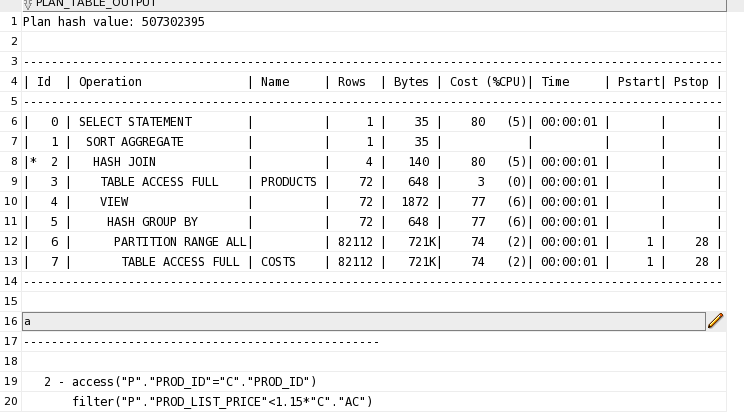 PLAN_TABLE_OUTPUT
1 Plan hash value: 507302395
2
3 ----------------------------------------------------------------------------------------------------
4 | Id  | Operation                | Name     | Rows  | Bytes | Cost (%CPU)| Time     | Pstart| Pstop |
5 ----------------------------------------------------------------------------------------------------
6 |   0 | SELECT STATEMENT         |          |     1 |    35 |    80   (5)| 00:00:01 |       |       |
7 |   1 |  SORT AGGREGATE          |          |     1 |    35 |            |          |       |       |
8 |*  2 |   HASH JOIN              |          |     4 |   140 |    80   (5)| 00:00:01 |       |       |
9 |   3 |    TABLE ACCESS FULL     | PRODUCTS |    72 |   648 |     3   (0)| 00:00:01 |       |       |
10 |   4 |    VIEW                  |          |    72 |  1872 |    77   (6)| 00:00:01 |       |       |
11 |   5 |     HASH GROUP BY        |          |    72 |   648 |    77   (6)| 00:00:01 |       |       |
12 |   6 |      PARTITION RANGE ALL|          | 82112 |   721K|    74   (2)| 00:00:01 |     1 |    28 |
13 |   7 |       TABLE ACCESS FULL  | COSTS    | 82112 |   721K|    74   (2)| 00:00:01 |     1 |    28 |
14 ----------------------------------------------------------------------------------------------------
15
16 a
17 ---------------------------------------------------
18
19    2 - access("P"."PROD_ID"="C"."PROD_ID")
20        filter("P"."PROD_LIST_PRICE"<1.15*"C"."AC")